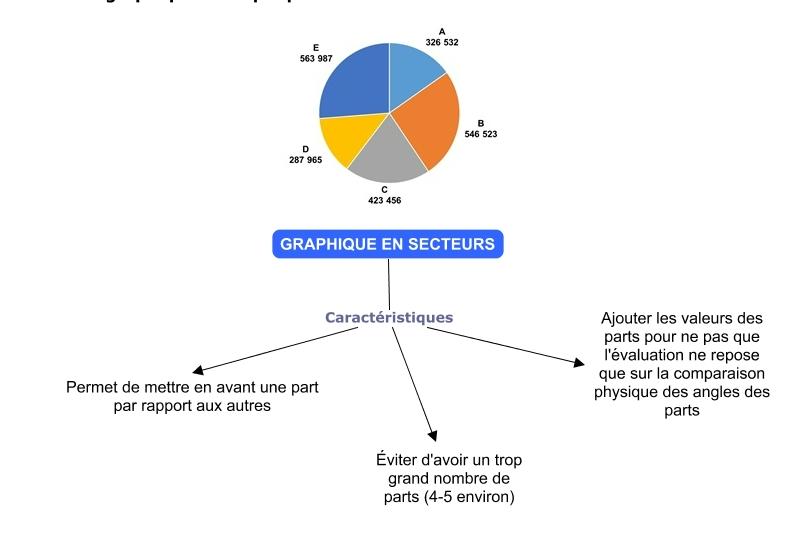 E
563 987
A
326 532
B
546 523
D
287 965
C
423 456
GRAPHIQUE EN SECTEURS
Caractéristiques
Permet de mettre en avant une part
par rapport aux autres
Éviter d'avoir un trop
grand nombre de
parts (4-5 environ)
Ajouter les valeurs des
parts pour ne pas que
l'évaluation ne repose
que sur la comparaison
physique des angles des
parts